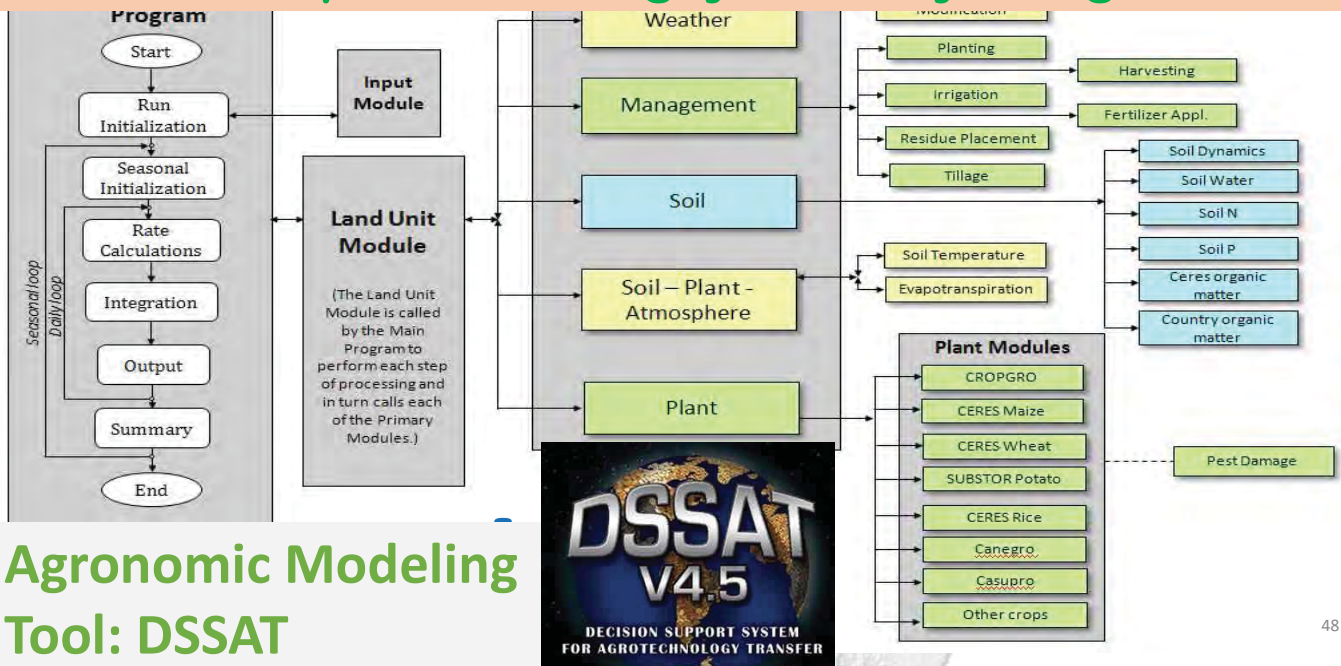 Program
Start
Run
Initialization
Seasonal
Initialization
Rate
Calculations
Integration
Output
Summary
End
Seasonal loop
Daily loop
Input
Module
Land Unit
Module
(The Land Unit
Module is called
by the Main
Program to
perform each step
of processing and
in turn calls each
of the Primary
Modules.)
Weather
Management
Soil
Soil – Plant -
Atmosphere
Plant
Modification
Planting
Harvesting
Irrigation
Fertilizer Appl.
Residue Placement
Tillage
Soil Dynamics
Soil Water
Soil N
Soil P
Ceres organic
matter
Country organic
matter
Soil Temperature
Evapotranspiration
Plant Modules
CROPGRO
CERES Maize
CERES Wheat
SUBSTOR Potato
CERES Rice
Canegro
Casupro
Other crops
Pest Damage
DSSAT
V4.5
DECISION SUPPORT SYSTEM
FOR AGROTECHNOLOGY TRANSFER
Agronomic Modeling
Tool: DSSAT
48